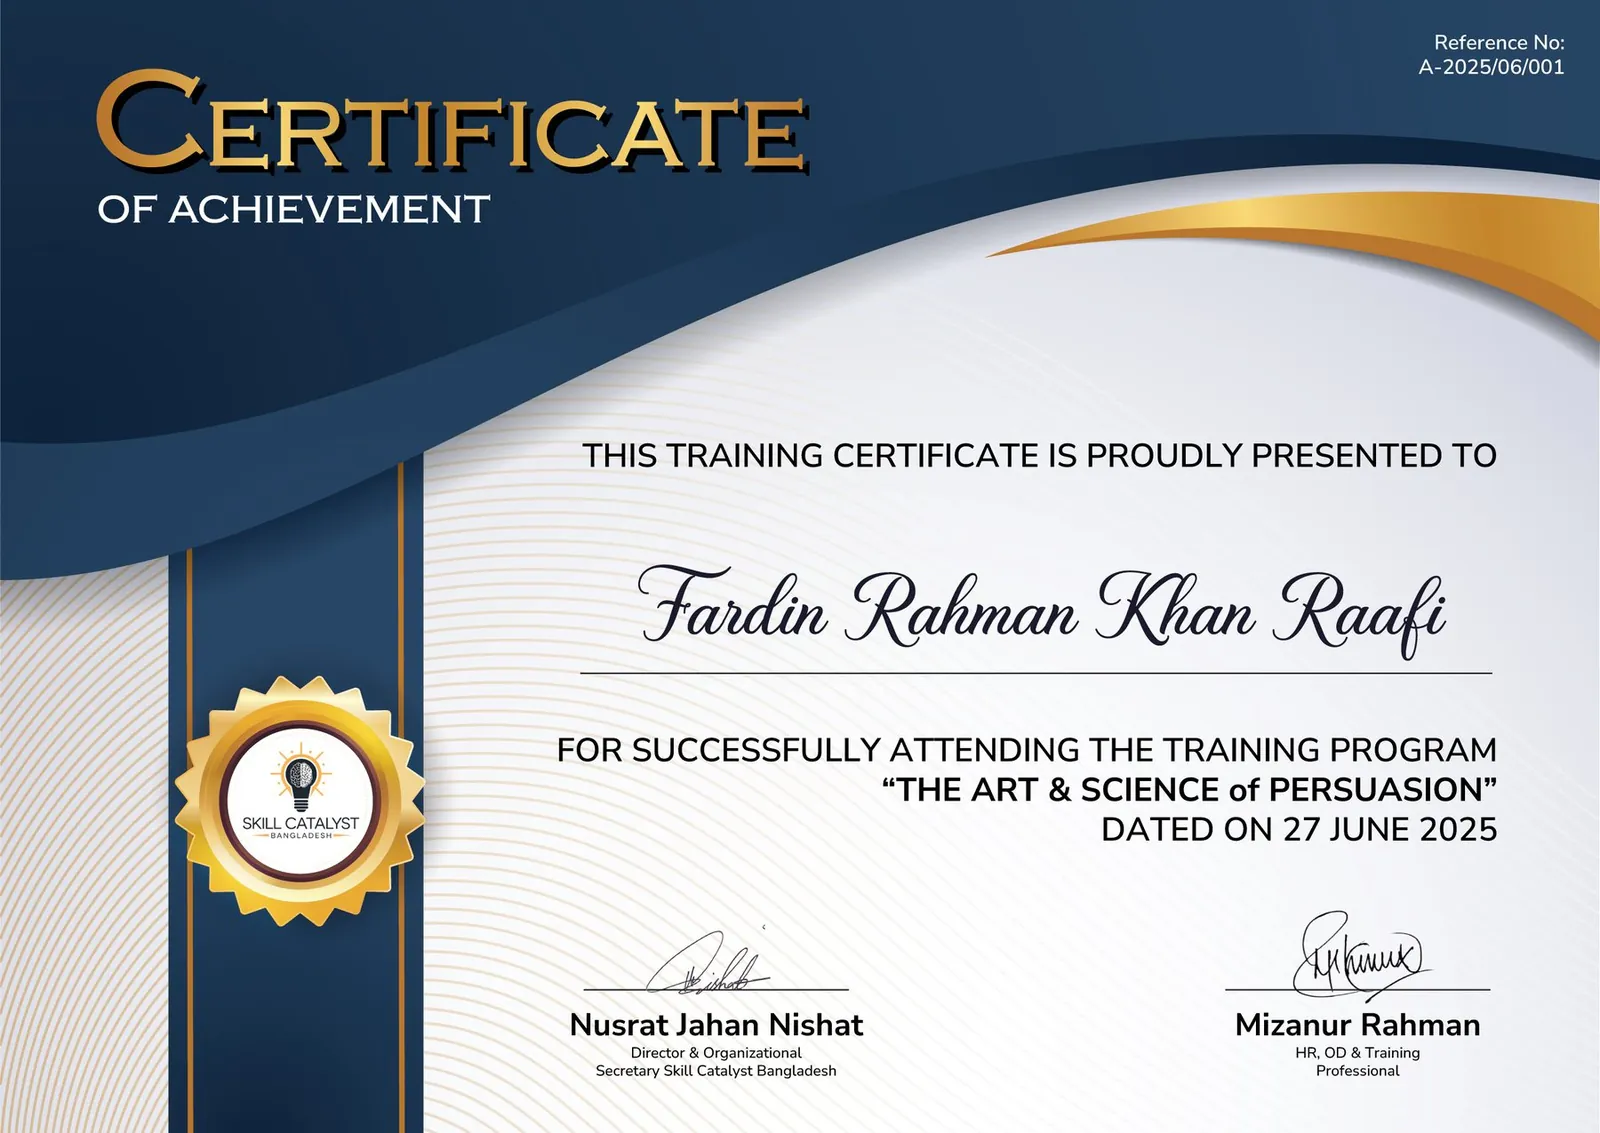 Reference No:
A-2025/06/001
CERTIFICATE
OF ACHIEVEMENT
THIS TRAINING CERTIFICATE IS PROUDLY PRESENTED TO
Fardin Rahman Khan Raafi
FOR SUCCESSFULLY ATTENDING THE TRAINING PROGRAM
“THE ART & SCIENCE of PERSUASION”
DATED ON 27 JUNE 2025
SKILL CATALYST
BANGLADESH
Nusrat Jahan Nishat
Director & Organizational
Secretary Skill Catalyst Bangladesh
Mizanur Rahman
HR, OD & Training
Professional